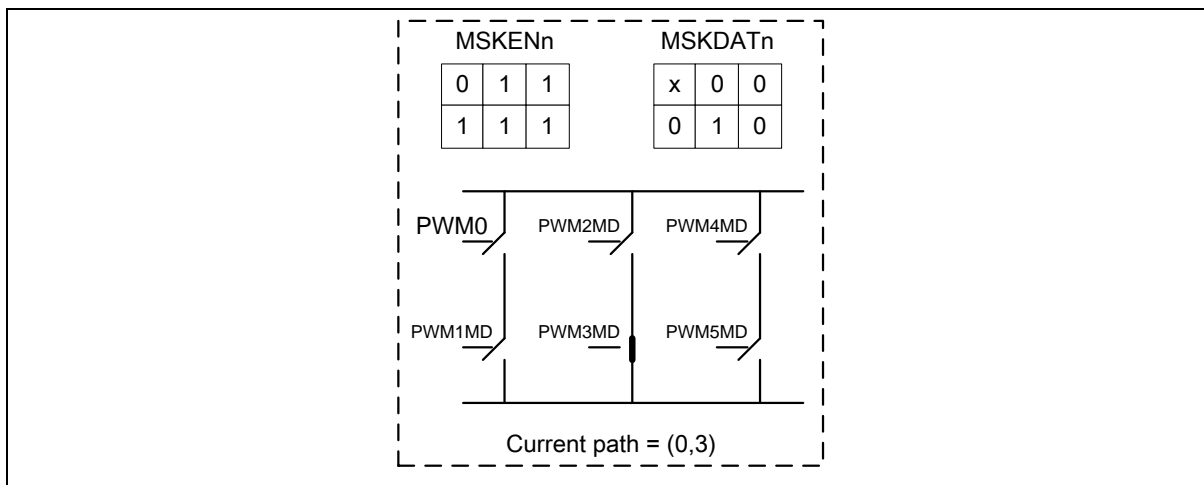 MSKENn MSKDATn
0 1 1 x 0 0
1 1 1 0 1 0
PWM0 PWM2MD PWM4MD
PWM1MD PWM3MD PWM5MD
Current path = (0,3)